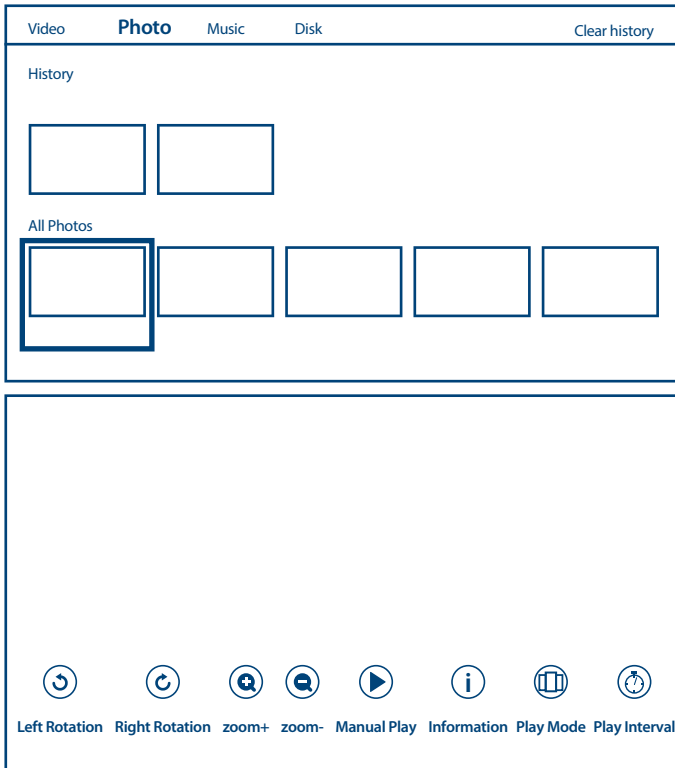 Video Photo Music Disk Clear history
History
All Photos
Left Rotation Right Rotation zoom+ zoom- Manual Play Information Play Mode Play Interval